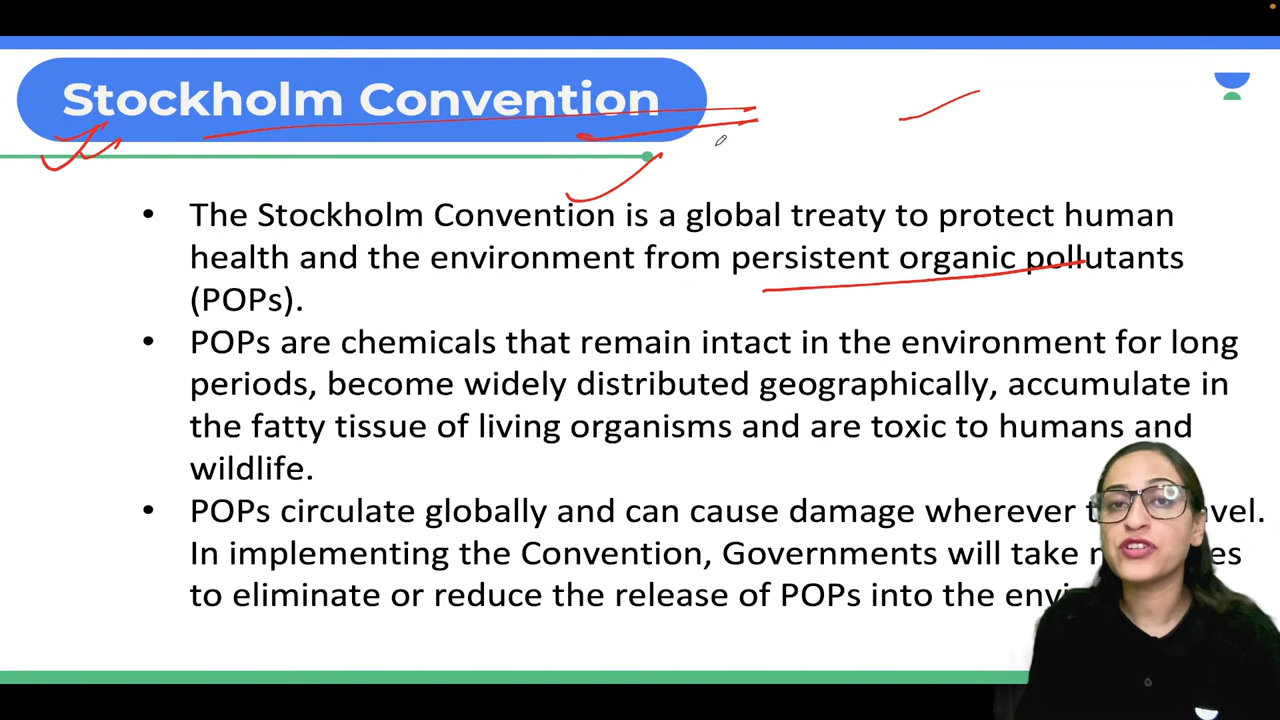 Stockholm Convention
• The Stockholm Convention is a global treaty to protect human
health and the environment from persistent organic pollutants
(POPs).
• POPs are chemicals that remain intact in the environment for long
periods, become widely distributed geographically, accumulate in
the fatty tissue of living organisms and are toxic to humans and
wildlife.
• POPs circulate globally and can cause damage wherever
In implementing the Convention, Governments will take
to eliminate or reduce the release of POPs into the